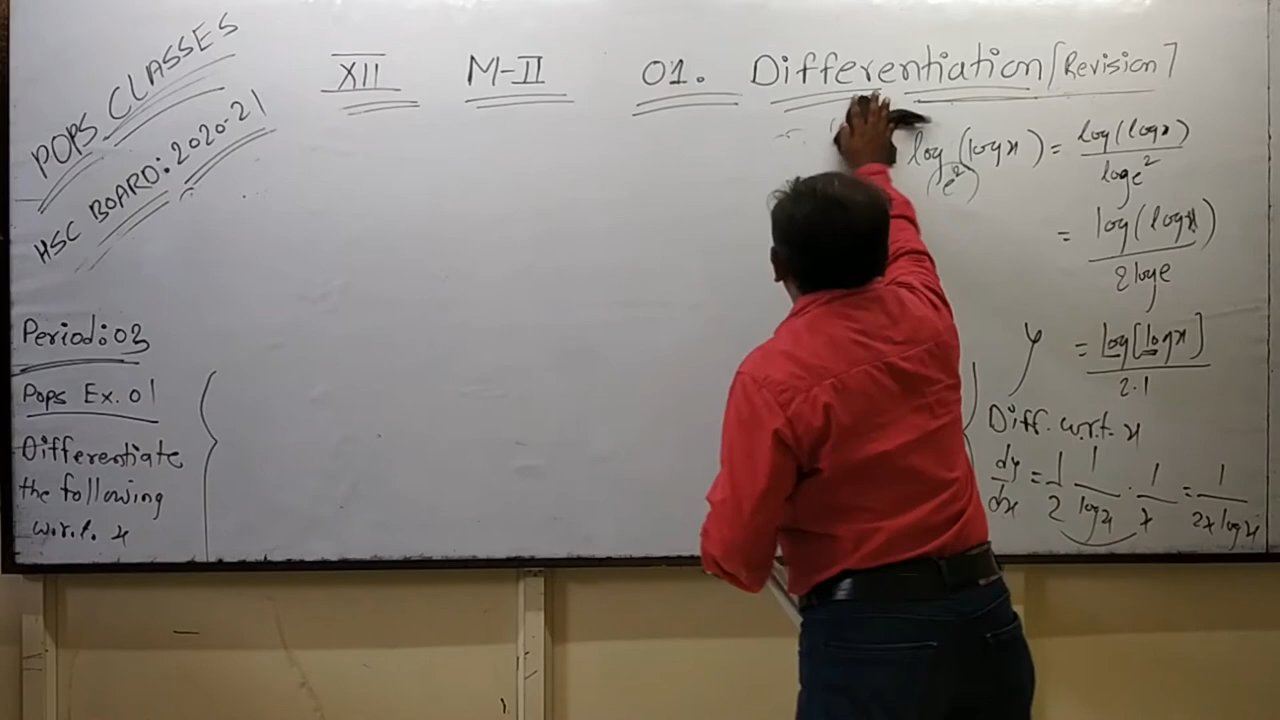 POPS CLASSES
HSC BOARD: 2020-21
XII M-II 01. Differentiation [Revision]
Period: 03
Pops Ex. 01
Differentiate
the following
w.r.t. x
log_(e²) (log x) = log(log x) / log e²
= log(log x) / 2 log e
y = log[log x] / 2·1
Diff. w.r.t. x
dy/dx = 1/2 1/log x · 1/x = 1/2x log x